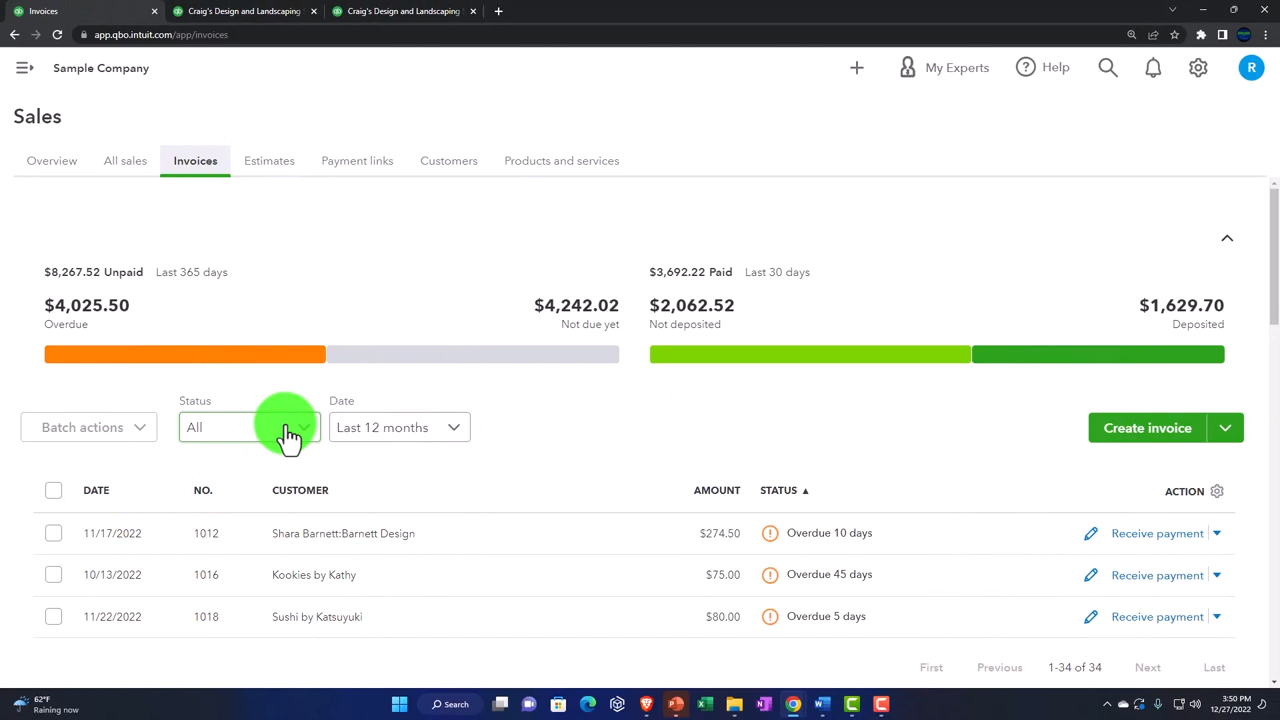 Invoices
Craig's Design and Landscaping
Craig's Design and Landscaping
app.qbo.intuit.com/app/invoices
Sample Company
My Experts
Help
R
Sales
Overview
All sales
Invoices
Estimates
Payment links
Customers
Products and services
$8,267.52 Unpaid Last 365 days
$3,692.22 Paid Last 30 days
$4,025.50
$4,242.02
$2,062.52
$1,629.70
Overdue
Not due yet
Not deposited
Deposited
Status
Date
Batch actions
All
Last 12 months
Create invoice
DATE NO. CUSTOMER AMOUNT STATUS ACTION
11/17/2022 1012 Shara Barnett:Barnett Design $274.50 Overdue 10 days Receive payment
10/13/2022 1016 Kookies by Kathy $75.00 Overdue 45 days Receive payment
11/22/2022 1018 Sushi by Katsuyuki $80.00 Overdue 5 days Receive payment
First Previous 1-34 of 34 Next Last
62°F
Raining now
Search
3:50 PM
12/27/2022